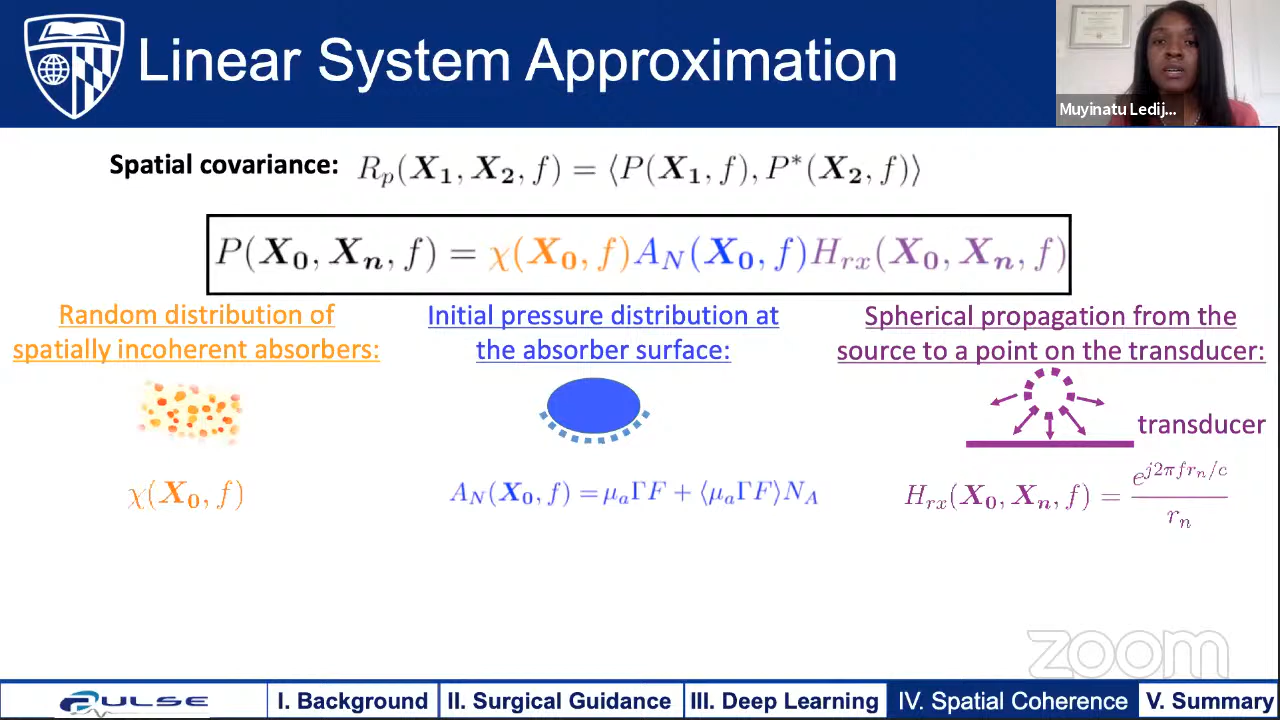 Linear System Approximation
Muyinatu Ledij...
Spatial covariance: R_p(X_1, X_2, f) = ⟨P(X_1, f), P*(X_2, f)⟩
P(X_0, X_n, f) = χ(X_0, f)A_N(X_0, f)H_rx(X_0, X_n, f)
Random distribution of
spatially incoherent absorbers:
χ(X_0, f)
Initial pressure distribution at
the absorber surface:
A_N(X_0, f) = μ_aΓF + ⟨μ_aΓF⟩N_A
Spherical propagation from the
source to a point on the transducer:
transducer
H_rx(X_0, X_n, f) = e^{j2πfr_n/c} / r_n
zoom
PULSE I. Background II. Surgical Guidance III. Deep Learning IV. Spatial Coherence V. Summary